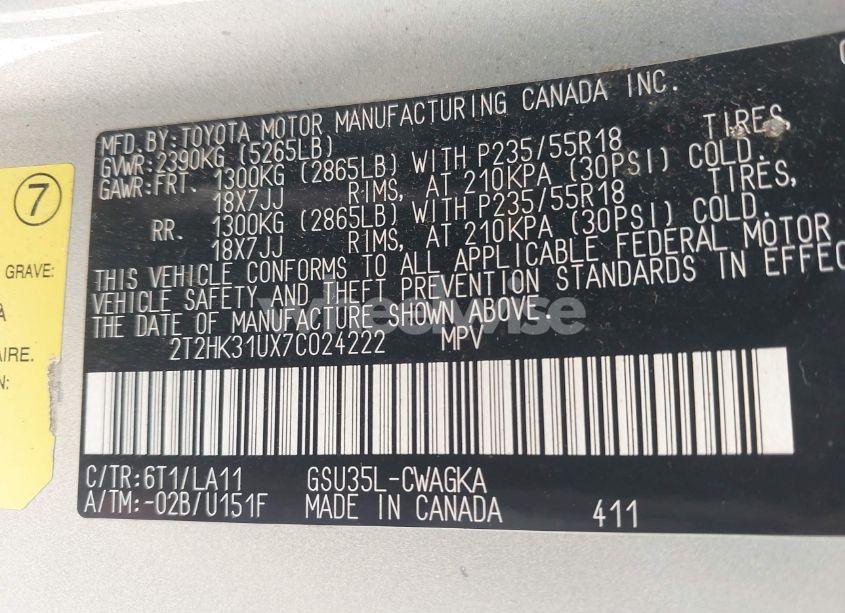 MFD. BY: TOYOTA MOTOR MANUFACTURING CANADA INC.
GVWR: 2390KG (5265LB)
GAWR: FRT. 1300KG (2865LB) WITH P235/55R18 TIRES,
18X7JJ RIMS, AT 210KPA (30PSI) COLD.
RR. 1300KG (2865LB) WITH P235/55R18 TIRES,
18X7JJ RIMS, AT 210KPA (30PSI) COLD.
THIS VEHICLE CONFORMS TO ALL APPLICABLE FEDERAL MOTOR
VEHICLE SAFETY AND THEFT PREVENTION STANDARDS IN EFFEC
THE DATE OF MANUFACTURE SHOWN ABOVE.
2T2HK31UX7C024222 MPV
C/TR: 6T1/LA11 GSU35L-CWAGKA
A/TM: -02B/U151F MADE IN CANADA 411
7
GRAVE:
A
AIRE.
N:
wheelwise